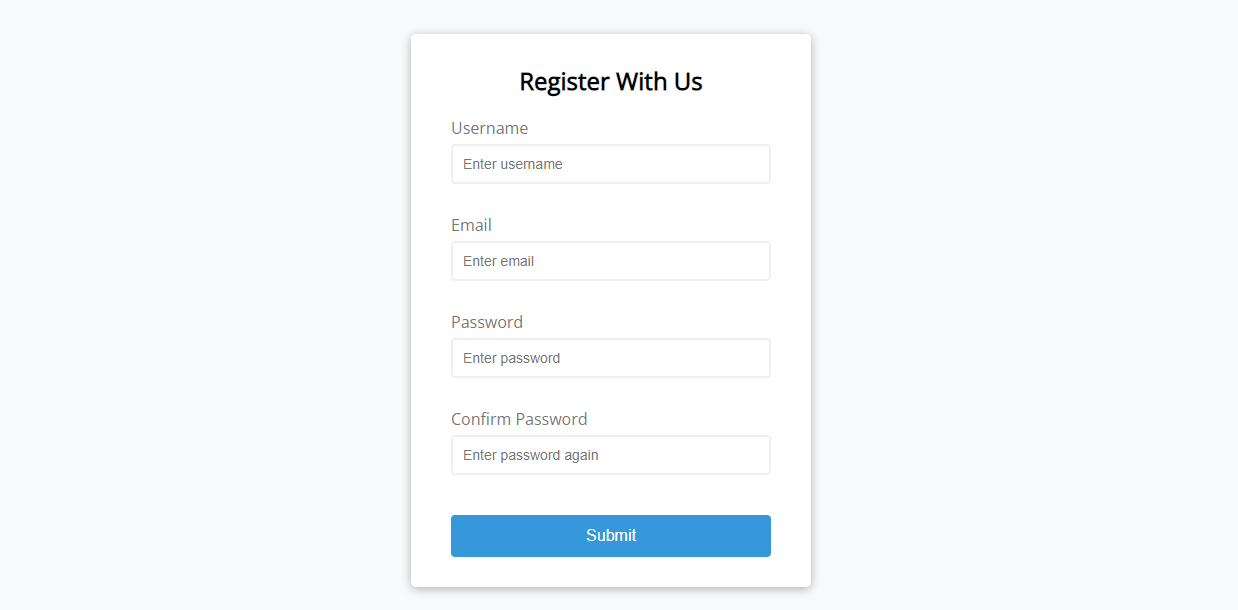 Register With Us
Username
Enter username
Email
Enter email
Password
Enter password
Confirm Password
Enter password again
Submit